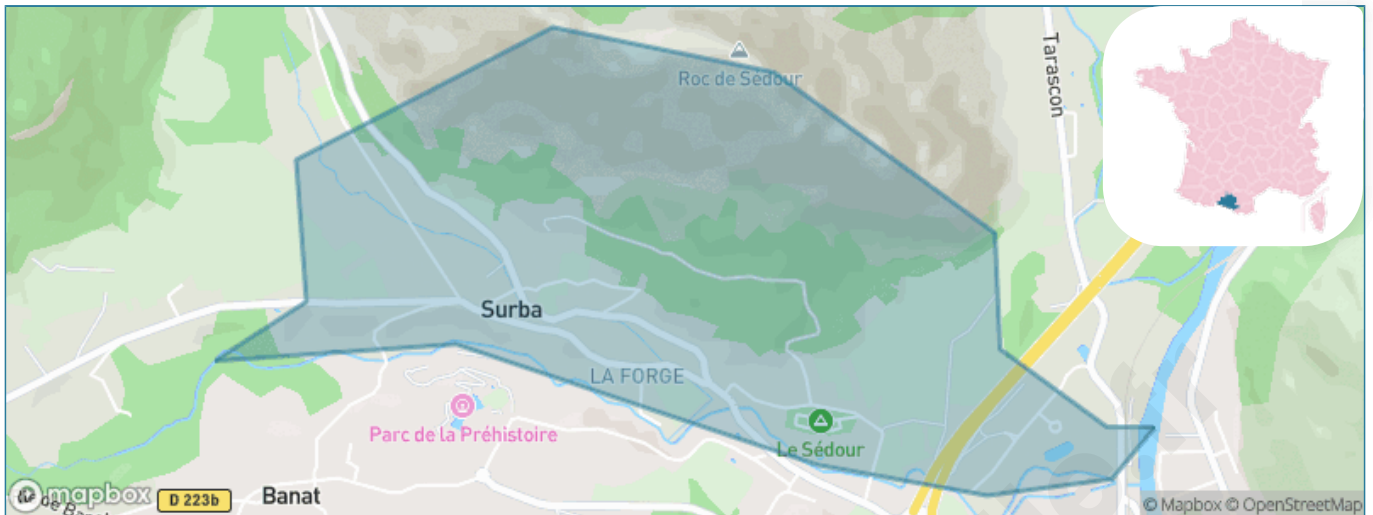 Roc de Sédour
Tarascon
Surba
LA FORGE
Parc de la Préhistoire
Le Sédour
mapbox
D 223b
Banat
© Mapbox © OpenStreetMap